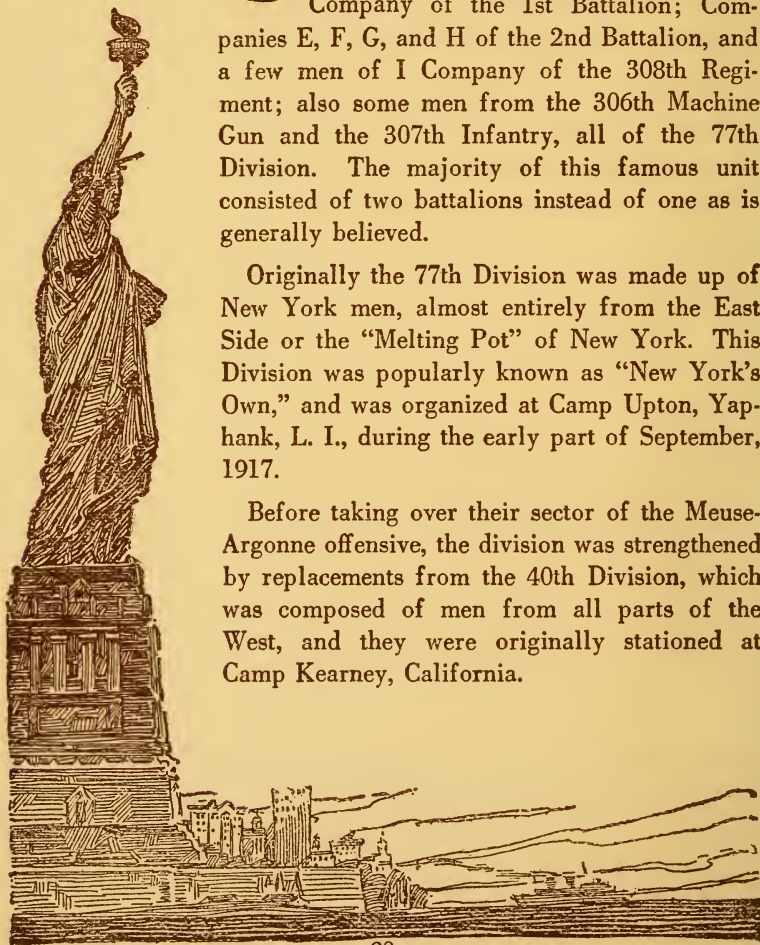 Company of the 1st Battalion; Com-
panies E, F, G, and H of the 2nd Battalion, and
a few men of I Company of the 308th Regi-
ment; also some men from the 306th Machine
Gun and the 307th Infantry, all of the 77th
Division. The majority of this famous unit
consisted of two battalions instead of one as is
generally believed.
Originally the 77th Division was made up of
New York men, almost entirely from the East
Side or the “Melting Pot” of New York. This
Division was popularly known as “New York’s
Own,” and was organized at Camp Upton, Yap-
hank, L. I., during the early part of September,
1917.
Before taking over their sector of the Meuse-
Argonne offensive, the division was strengthened
by replacements from the 40th Division, which
was composed of men from all parts of the
West, and they were originally stationed at
Camp Kearney, California.